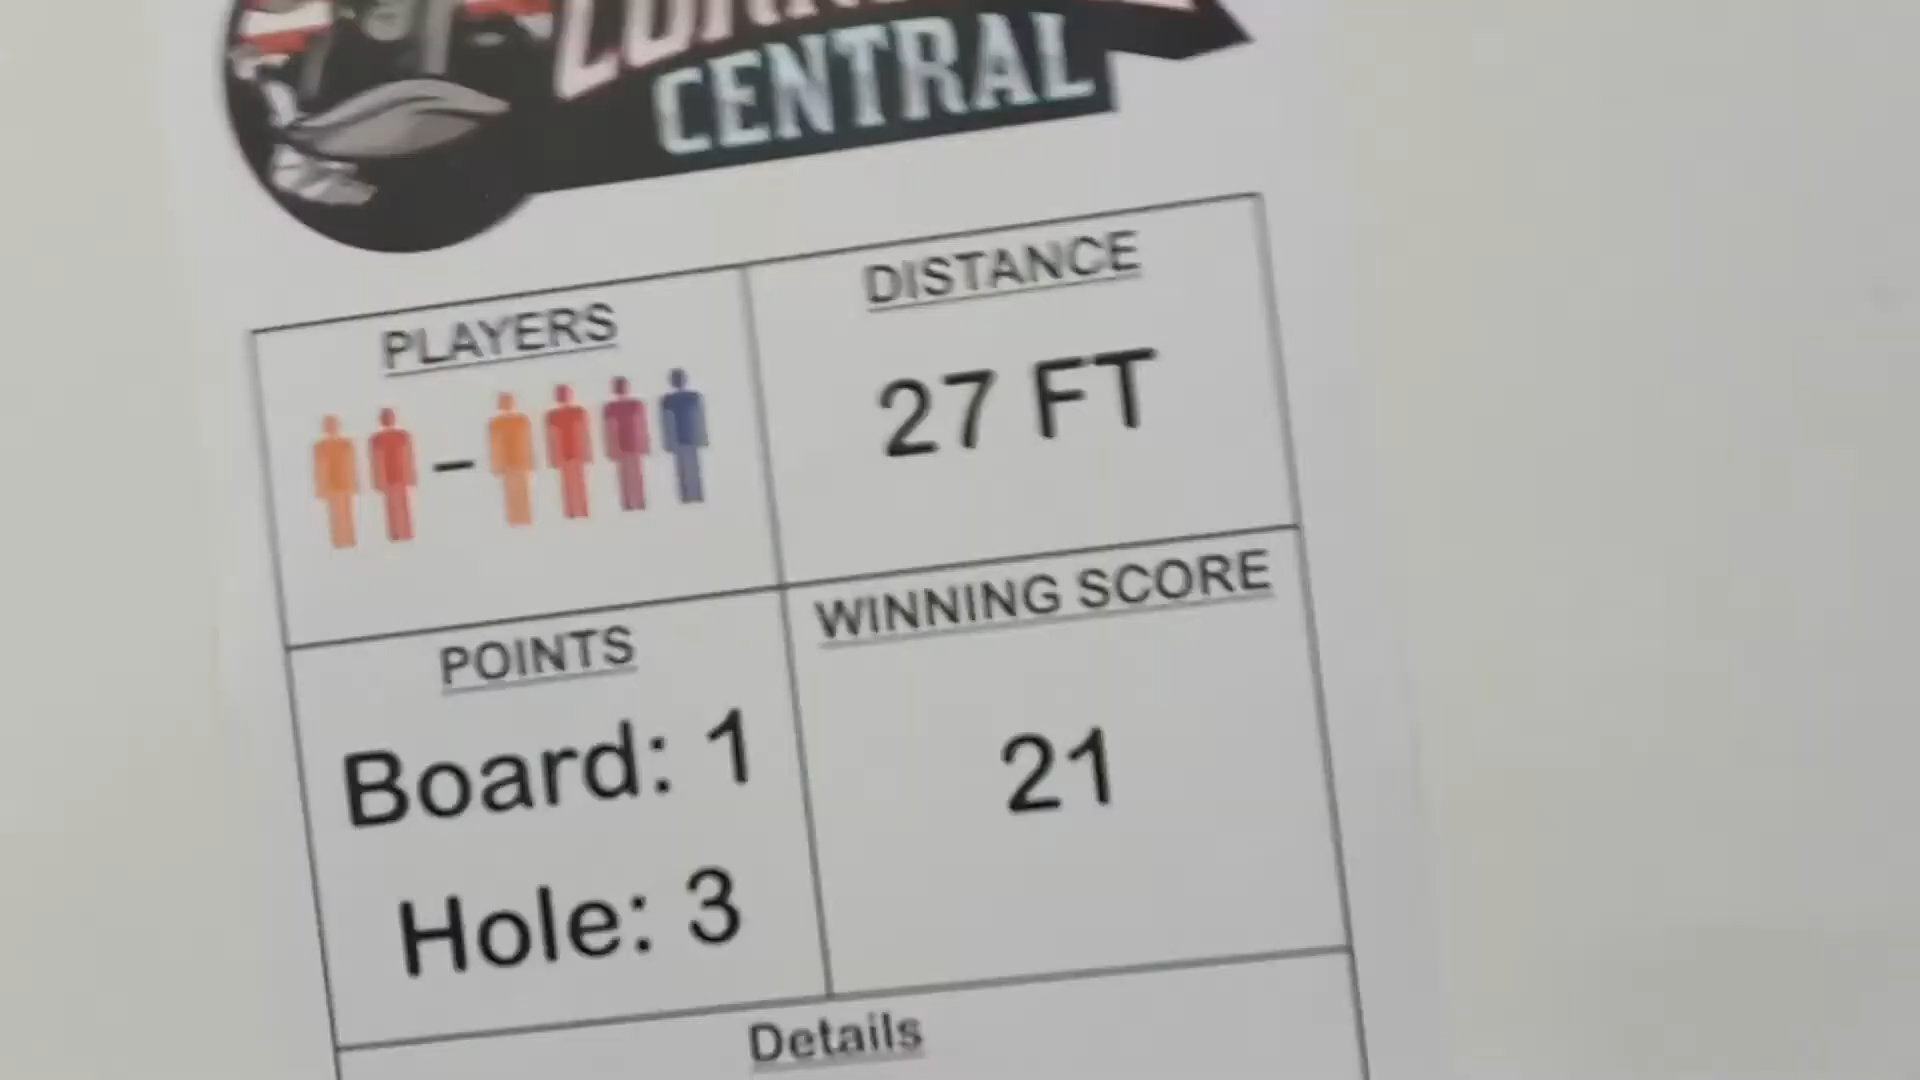 CENTRAL
PLAYERS
DISTANCE
27 FT
POINTS
Board: 1
Hole: 3
WINNING SCORE
21
Details